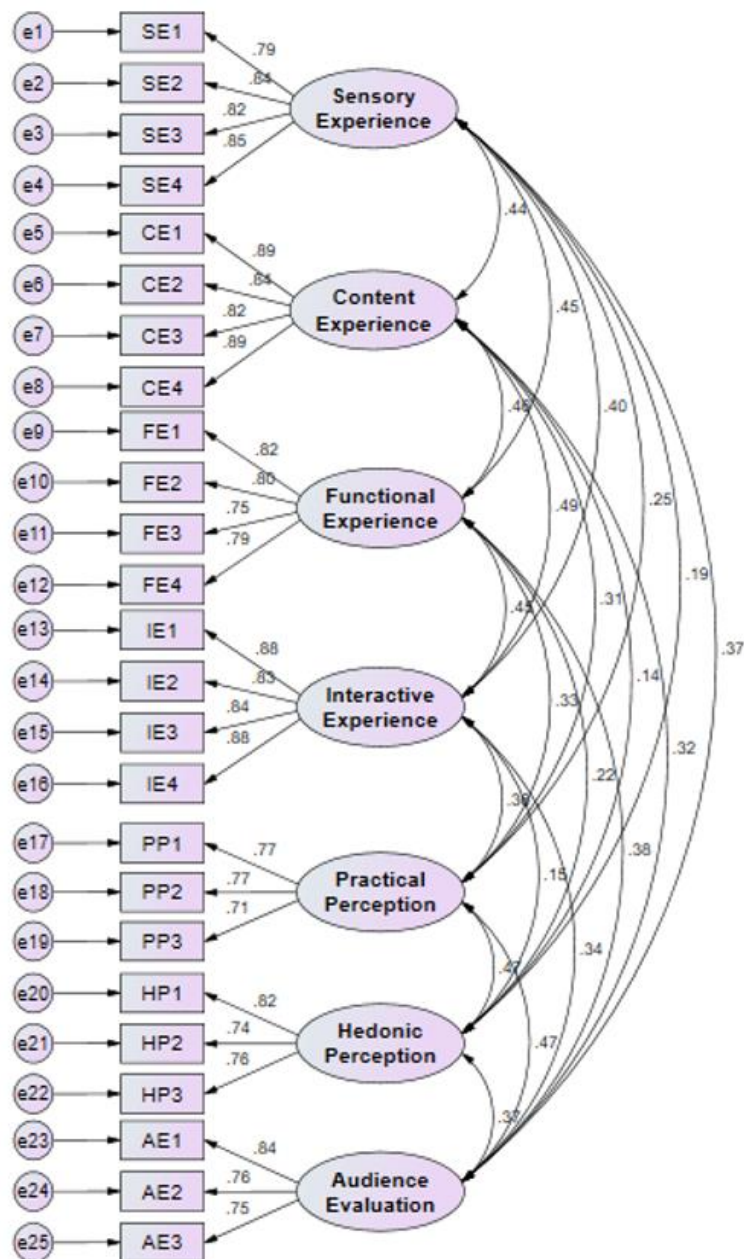 e1 SE1
.79
e2 SE2
.84
Sensory
Experience
e3 SE3
.82
e4 SE4
.85
e5 CE1
.44
e6 CE2
.89
.84
Content
Experience
e7 CE3
.82
.45
e8 CE4
.89
e9 FE1
.46
.40
e10 FE2
.82
.80
Functional
Experience
.49
.25
e11 FE3
.75
e12 FE4
.79
.19
e13 IE1
.45
.31
e14 IE2
.88
.83
.37
Interactive
Experience
.33
.14
e15 IE3
.84
.32
e16 IE4
.88
.22
e17 PP1
.77
.38
e18 PP2
.77
Practical
Perception
.15
e19 PP3
.71
.34
e20 HP1
.82
.47
e21 HP2
.74
Hedonic
Perception
.47
e22 HP3
.76
.37
e23 AE1
.84
e24 AE2
.76
Audience
Evaluation
e25 AE3
.75